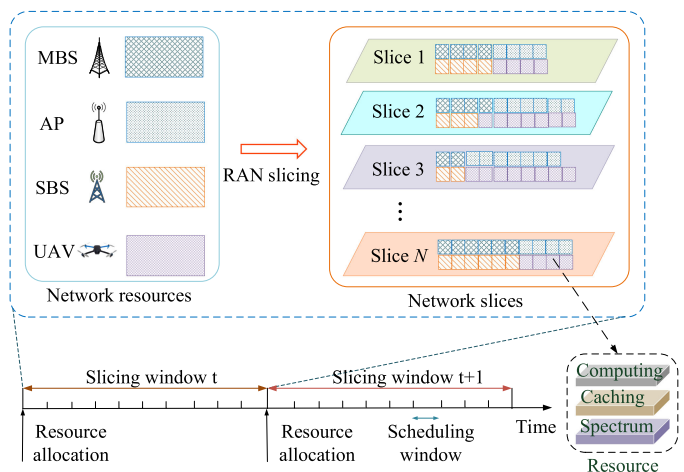 MBS
AP
SBS
UAV
Network resources
RAN slicing
Slice 1
Slice 2
Slice 3
Slice N
Network slices
Slicing window t
Slicing window t+1
Time
Resource
allocation
Resource
allocation
Scheduling
window
Computing
Caching
Spectrum
Resource